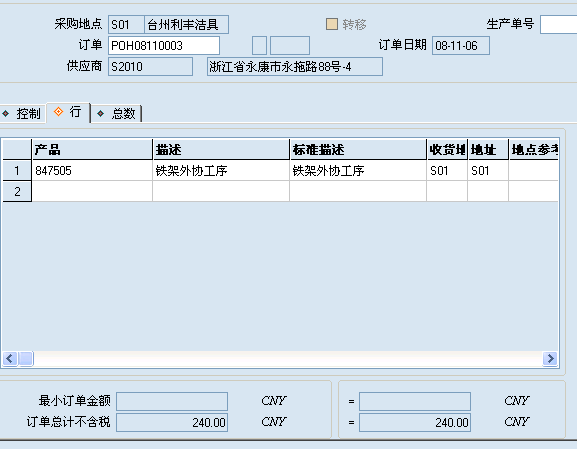 采购地点 S01 台州利丰洁具 转移 生产单号
订单 POH08110003 订单日期 08-11-06
供应商 S2010 浙江省永康市永拖路88号-4
控制 行 总数
产品 描述 标准描述 收货地 地址 地点参考
1 847505 铁架外协工序 铁架外协工序 S01 S01
2
最小订单金额 CNY = CNY
订单总计不含税 240.00 CNY = 240.00 CNY